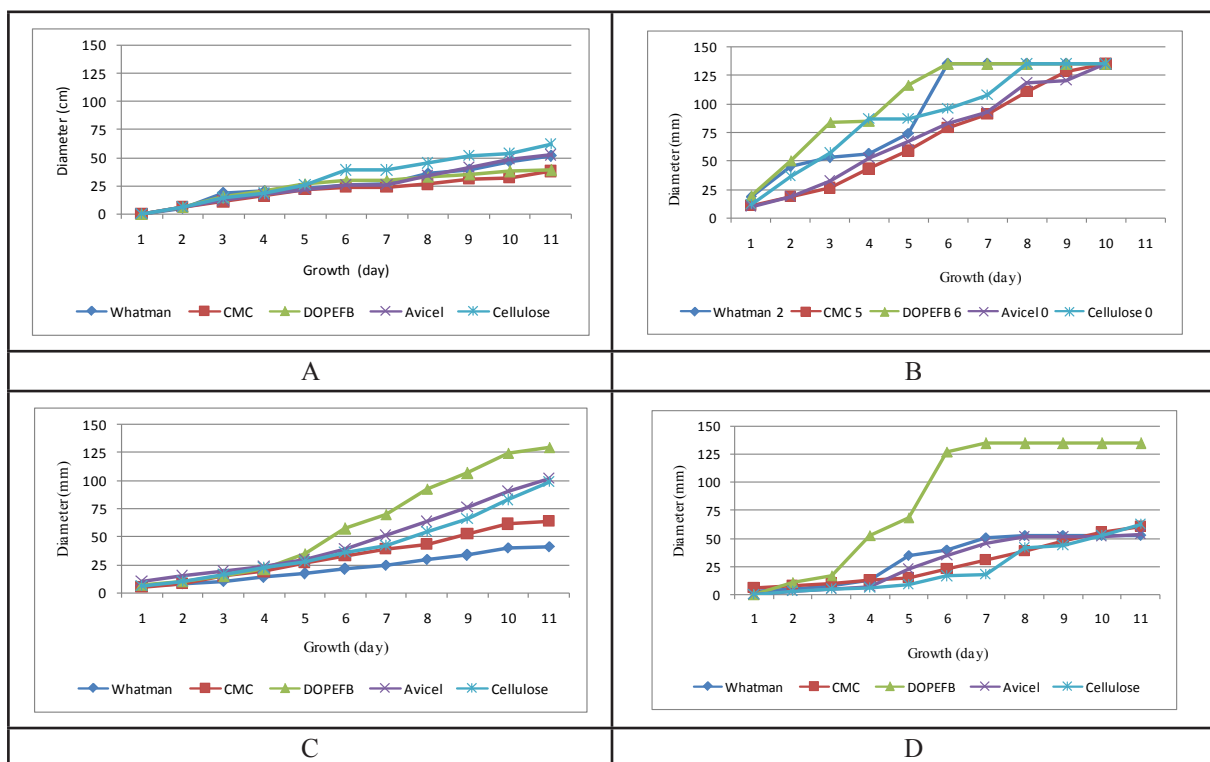 150
125
100
75
50
25
0
Diameter (cm)
1 2 3 4 5 6 7 8 9 10 11
Growth (day)
Whatman CMC DOPEFB Avicel Cellulose
A
150
125
100
75
50
25
0
Diameter (mm)
1 2 3 4 5 6 7 8 9 10 11
Growth (day)
Whatman 2 CMC 5 DOPEFB 6 Avicel 0 Cellulose 0
B
150
125
100
75
50
25
0
Diameter (mm)
1 2 3 4 5 6 7 8 9 10 11
Growth (day)
Whatman CMC DOPEFB Avicel Cellulose
C
150
125
100
75
50
25
0
Diameter (mm)
1 2 3 4 5 6 7 8 9 10 11
Growth (day)
Whatman CMC DOPEFB Avicel Cellulose
D